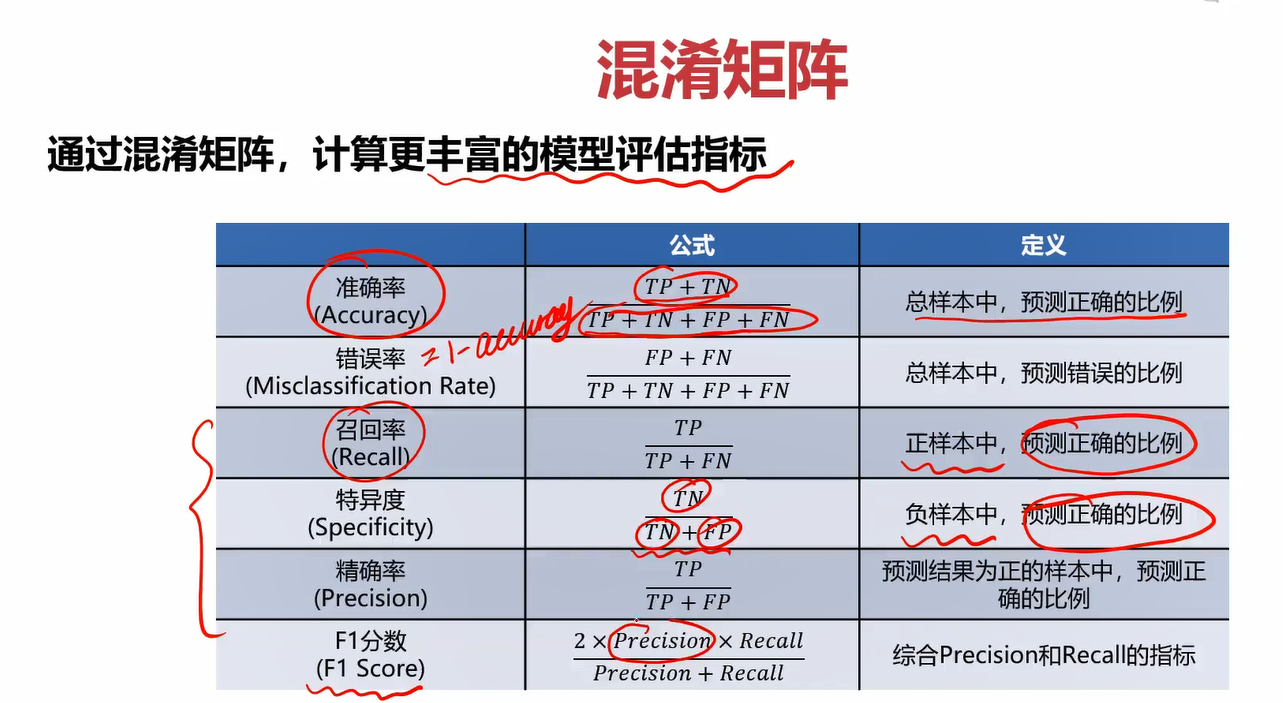 混淆矩阵
通过混淆矩阵，计算更丰富的模型评估指标
公式
定义
准确率
(Accuracy)
TP + TN
TP + TN + FP + FN
总样本中，预测正确的比例
=1-accuracy
错误率
(Misclassification Rate)
FP + FN
TP + TN + FP + FN
总样本中，预测错误的比例
召回率
(Recall)
TP
TP + FN
正样本中，预测正确的比例
特异度
(Specificity)
TN
TN + FP
负样本中，预测正确的比例
精确率
(Precision)
TP
TP + FP
预测结果为正的样本中，预测正
确的比例
F1分数
(F1 Score)
2 × Precision × Recall
Precision + Recall
综合Precision和Recall的指标